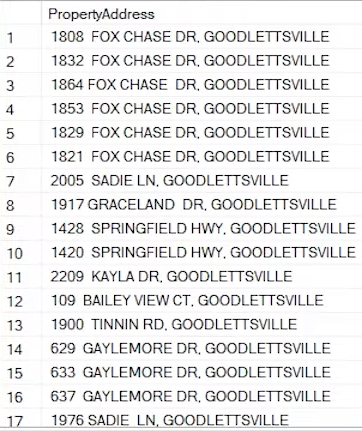 PropertyAddress
1 1808 FOX CHASE DR, GOODLETTSVILLE
2 1832 FOX CHASE DR, GOODLETTSVILLE
3 1864 FOX CHASE DR, GOODLETTSVILLE
4 1853 FOX CHASE DR, GOODLETTSVILLE
5 1829 FOX CHASE DR, GOODLETTSVILLE
6 1821 FOX CHASE DR, GOODLETTSVILLE
7 2005 SADIE LN, GOODLETTSVILLE
8 1917 GRACELAND DR, GOODLETTSVILLE
9 1428 SPRINGFIELD HWY, GOODLETTSVILLE
10 1420 SPRINGFIELD HWY, GOODLETTSVILLE
11 2209 KAYLA DR, GOODLETTSVILLE
12 109 BAILEY VIEW CT, GOODLETTSVILLE
13 1900 TINNIN RD, GOODLETTSVILLE
14 629 GAYLEMORE DR, GOODLETTSVILLE
15 633 GAYLEMORE DR, GOODLETTSVILLE
16 637 GAYLEMORE DR, GOODLETTSVILLE
17 1976 SADIE LN, GOODLETTSVILLE